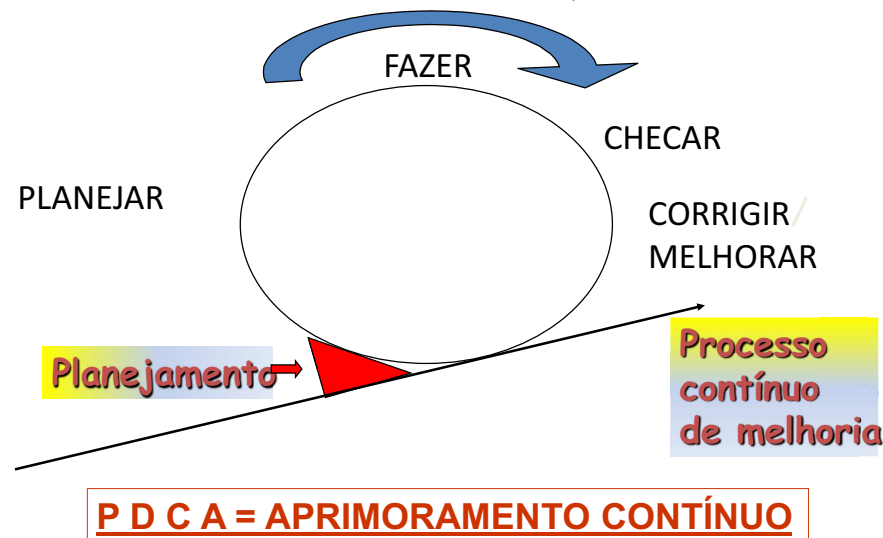 FAZER
CHECAR
PLANEJAR
CORRIGIR/
MELHORAR
Planejamento
Processo
contínuo
de melhoria
P D C A = APRIMORAMENTO CONTÍNUO